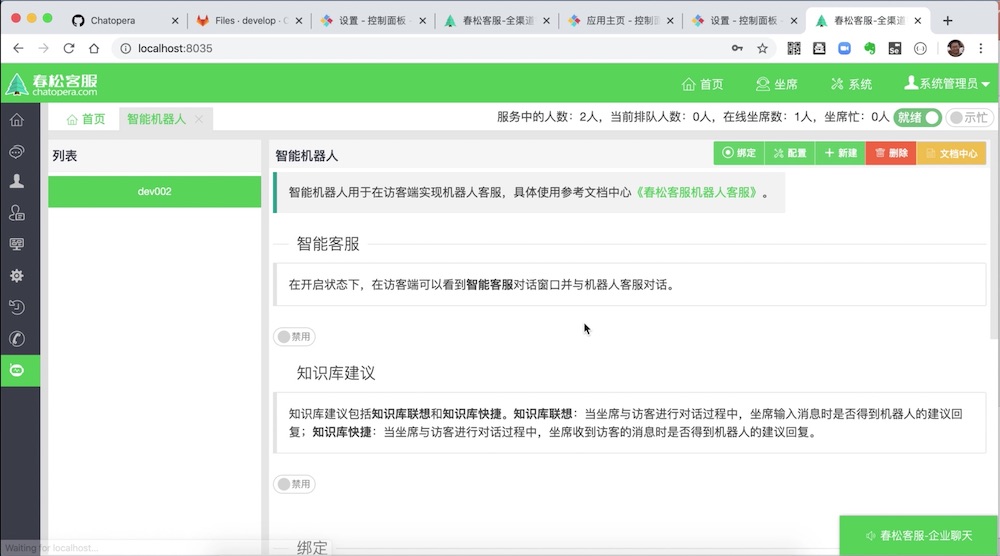 Chatopera
Files · develop · C
设置 - 控制面板 -
春松客服-全渠道
应用主页 - 控制面
设置 - 控制面板 -
春松客服-全渠道
localhost:8035
春松客服
chatopera.com
首页
坐席
系统
系统管理员
首页
智能机器人
服务中的人数：2人，当前排队人数：0人，在线坐席数：1人，坐席忙：0人
就绪
示忙
列表
dev002
智能机器人
绑定
配置
新建
删除
文档中心
智能机器人用于在访客端实现机器人客服，具体使用参考文档中心《春松客服机器人客服》。
智能客服
在开启状态下，在访客端可以看到智能客服对话窗口并与机器人客服对话。
禁用
知识库建议
知识库建议包括知识库联想和知识库快捷。知识库联想：当坐席与访客进行对话过程中，坐席输入消息时是否得到机器人的建议回
复；知识库快捷：当坐席与访客进行对话过程中，坐席收到访客的消息时是否得到机器人的建议回复。
禁用
绑定
春松客服-企业聊天
Waiting for localhost...